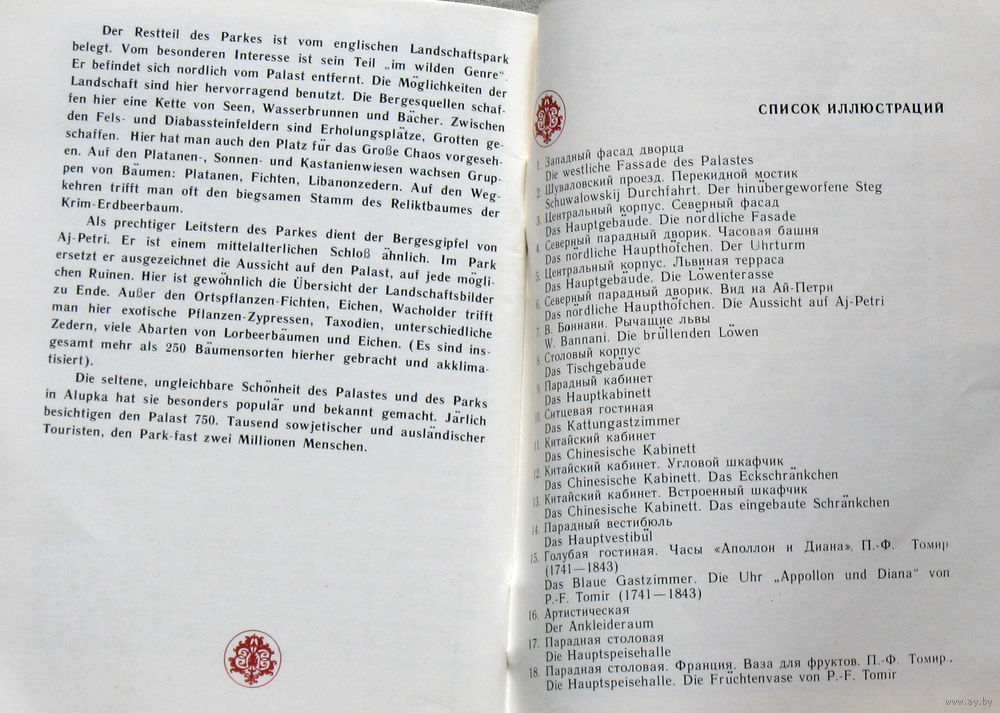 Der Restteil des Parkes ist vom englischen Landschaftspark
belegt. Vom besonderen Interesse ist sein Teil „im wilden Genre“.
Er befindet sich nordlich vom Palast entfernt. Die Möglichkeiten der
Landschaft sind hier hervorragend benutzt. Die Bergesquellen schaf-
fen hier eine Kette von Seen, Wasserbrunnen und Bächer. Zwischen
den Fels- und Diabassteinfeldern sind Erholungsplätze, Grotten ge-
schaffen. Hier hat man auch den Platz für das Große Chaos vorgeseh-
en. Auf den Platanen-, Sonnen- und Kastanienwiesen wachsen Grup-
pen von Bäumen: Platanen, Fichten, Libanonzedern. Auf den Weg-
kehren trifft man oft den biegsamen Stamm des Reliktbaumes der
Krim-Erdbeerbaum.
Als prechtiger Leitstern des Parkes dient der Bergesgipfel von
Aj-Petri. Er ist einem mittelalterlichen Schloß ähnlich. Im Park
ersetzt er ausgezeichnet die Aussicht auf den Palast, auf jede mögli-
chen Ruinen. Hier ist gewöhnlich die Übersicht der Landschaftsbilder
zu Ende. Außer den Ortspflanzen-Fichten, Eichen, Wacholder trifft
man hier exotische Pflanzen-Zypressen, Taxodien, unterschiedliche
Zedern, viele Abarten von Lorbeerbäumen und Eichen. (Es sind ins-
gesamt mehr als 250 Bäumensorten hierher gebracht und akklima-
tisiert).
Die seltene, ungleichbare Schönheit des Palastes und des Parks
in Alupka hat sie besonders populär und bekannt gemacht. Järlich
besichtigen den Palast 750. Tausend sowjetischer und ausländischer
Touristen, den Park-fast zwei Millionen Menschen.
СПИСОК ИЛЛЮСТРАЦИЙ
1. Западный фасад дворца
Die westliche Fassade des Palastes
2. Шуваловский проезд. Перекидной мостик
Schuwalowskij Durchfahrt. Der hinübergeworfene Steg
3. Центральный корпус. Северный фасад
Das Hauptgebäude. Die nördliche Fasade
4. Северный парадный дворик. Часовая башня
Das nördliche Haupthöfchen. Der Uhrturm
5. Центральный корпус. Львиная терраса
Das Hauptgebäude. Die Löwenterasse
6. Северный парадный дворик. Вид на Ай-Петри
Das nördliche Haupthöfchen. Die Aussicht auf Aj-Petri
7. В. Боннани. Рычащие львы
W. Bannani. Die brüllenden Löwen
8. Столовый корпус
Das Tischgebäude
9. Парадный кабинет
Das Hauptkabinett
10. Ситцевая гостиная
Das Kattungastzimmer
11. Китайский кабинет
Das Chinesische Kabinett
12. Китайский кабинет. Угловой шкафчик
Das Chinesische Kabinett. Das Eckschränkchen
13. Китайский кабинет. Встроенный шкафчик
Das Chinesische Kabinett. Das eingebaute Schränkchen
14. Парадный вестибюль
Das Hauptvestibül
15. Голубая гостиная. Часы «Аполлон и Диана». П.-Ф. Томир
(1741—1843)
Das Blaue Gastzimmer. Die Uhr „Appollon und Diana“ von
P.-F. Tomir (1741—1843)
16. Артистическая
Der Ankleideraum
17. Парадная столовая
Die Hauptspeisehalle
18. Парадная столовая. Франция. Ваза для фруктов. П.-Ф. Томир.
Die Hauptspeisehalle. Die Früchtenvase von P.-F. Tomir
www.ay.by